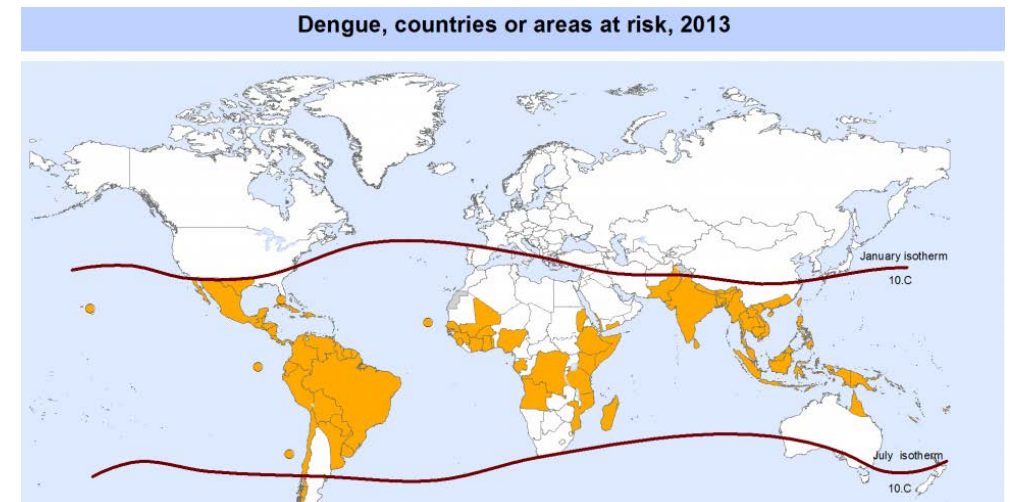 Dengue, countries or areas at risk, 2013
January isotherm
10.C
July isotherm
10.C